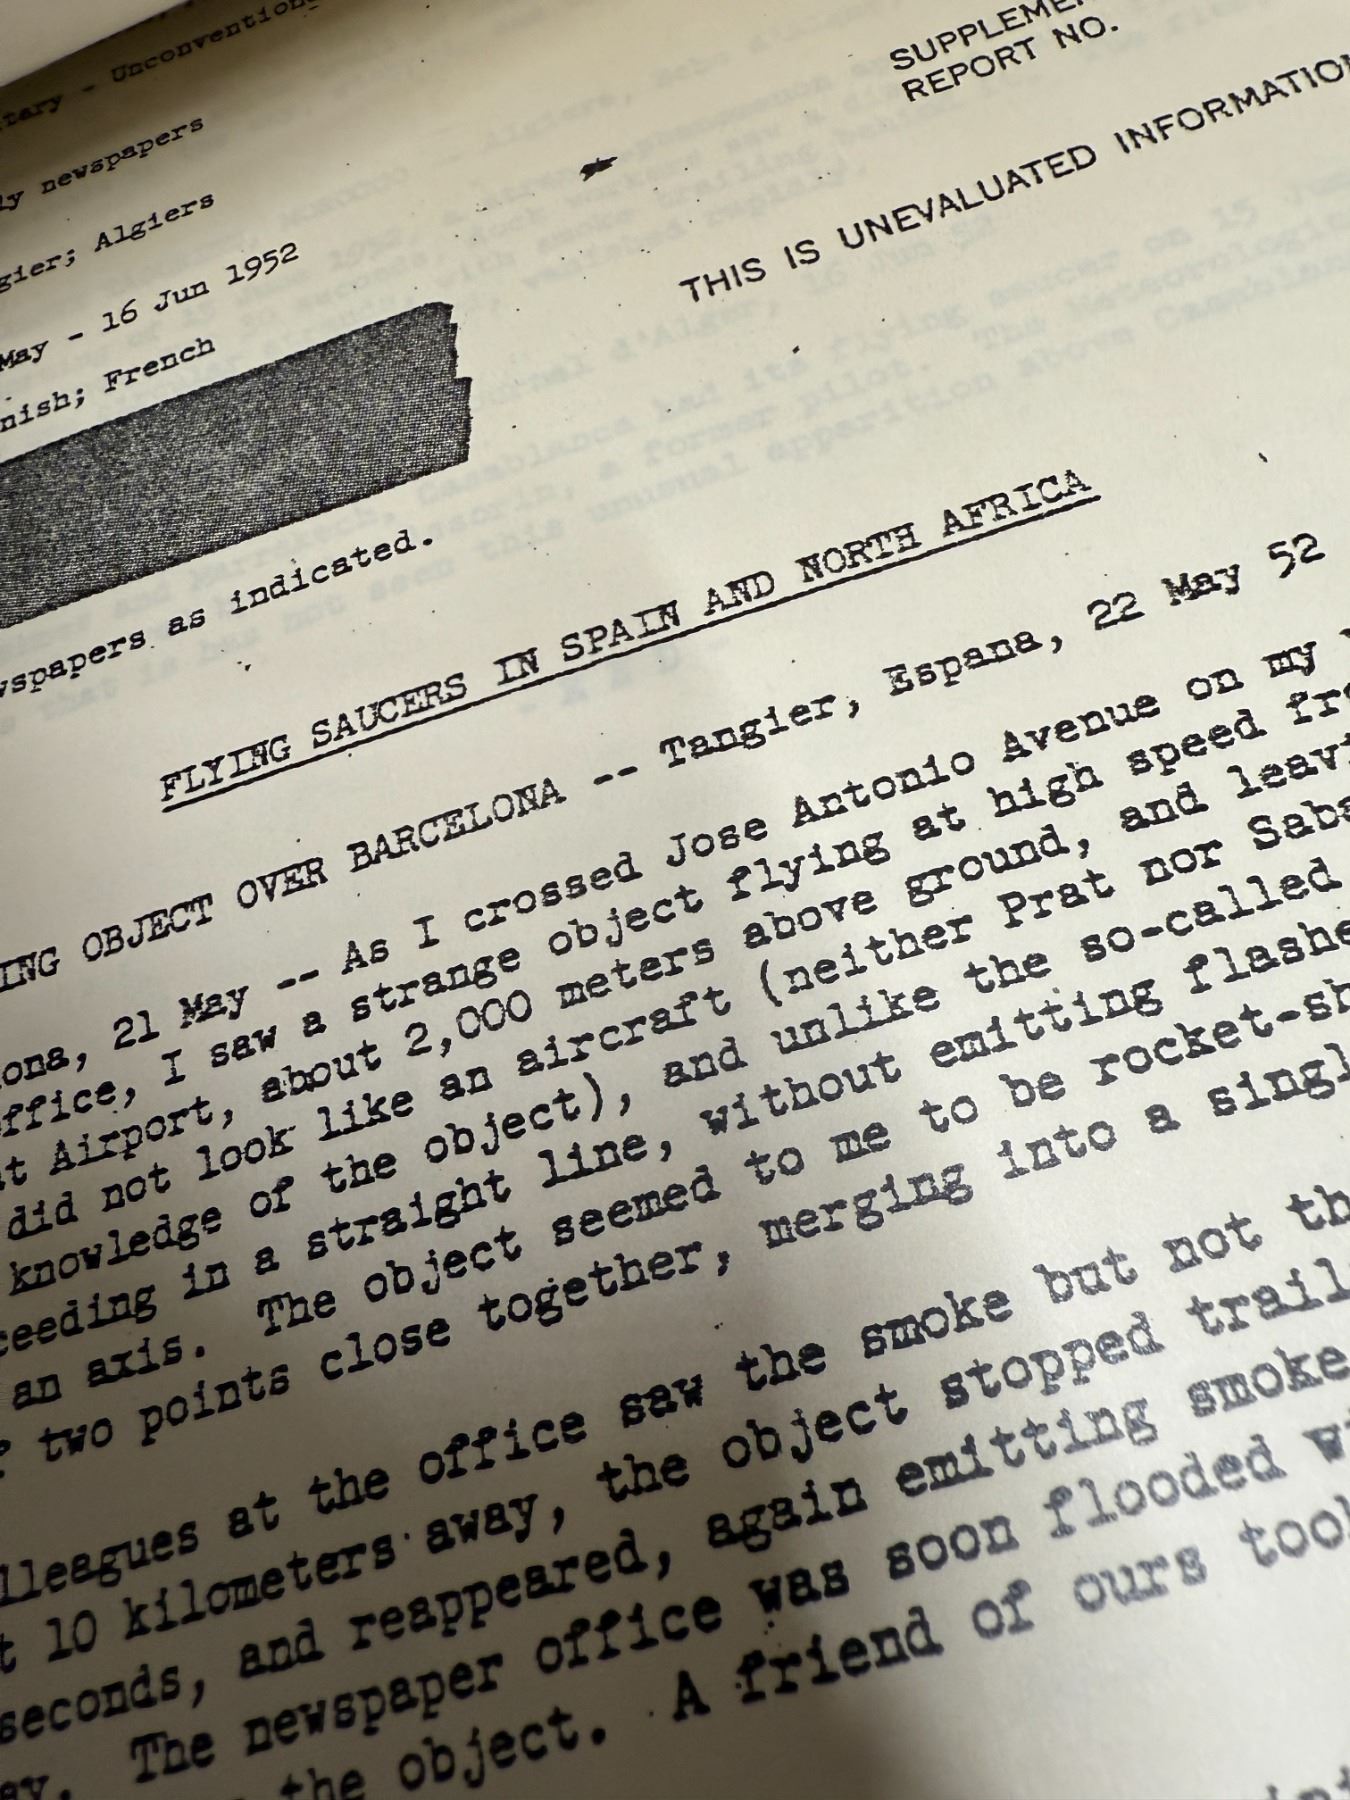 - Unconvention
SUPPLEME
REPORT NO.
newspapers
THIS IS UNEVALUATED INFORMATIO
gier; Algiers
May - 16 Jun 1952
nish; French
wspapers as indicated.
FLYING SAUCERS IN SPAIN AND NORTH AFRICA
ING OBJECT OVER BARCELONA -- Tangier, Espana, 22 May 52
ona, 21 May -- As I crossed Jose Antonio Avenue on my
ffice, I saw a strange object flying at high speed fro
at Airport, about 2,000 meters above ground, and leavi
did not look like an aircraft (neither Prat nor Saba
knowledge of the object), and unlike the so-called
ceeding in a straight line, without emitting flashe
an axis. The object seemed to me to be rocket-sh
two points close together, merging into a singl
lleagues at the office saw the smoke but not th
t 10 kilometers away, the object stopped trail
seconds, and reappeared, again emitting smoke
ay. The newspaper office was soon flooded wi
the object. A friend of ours took